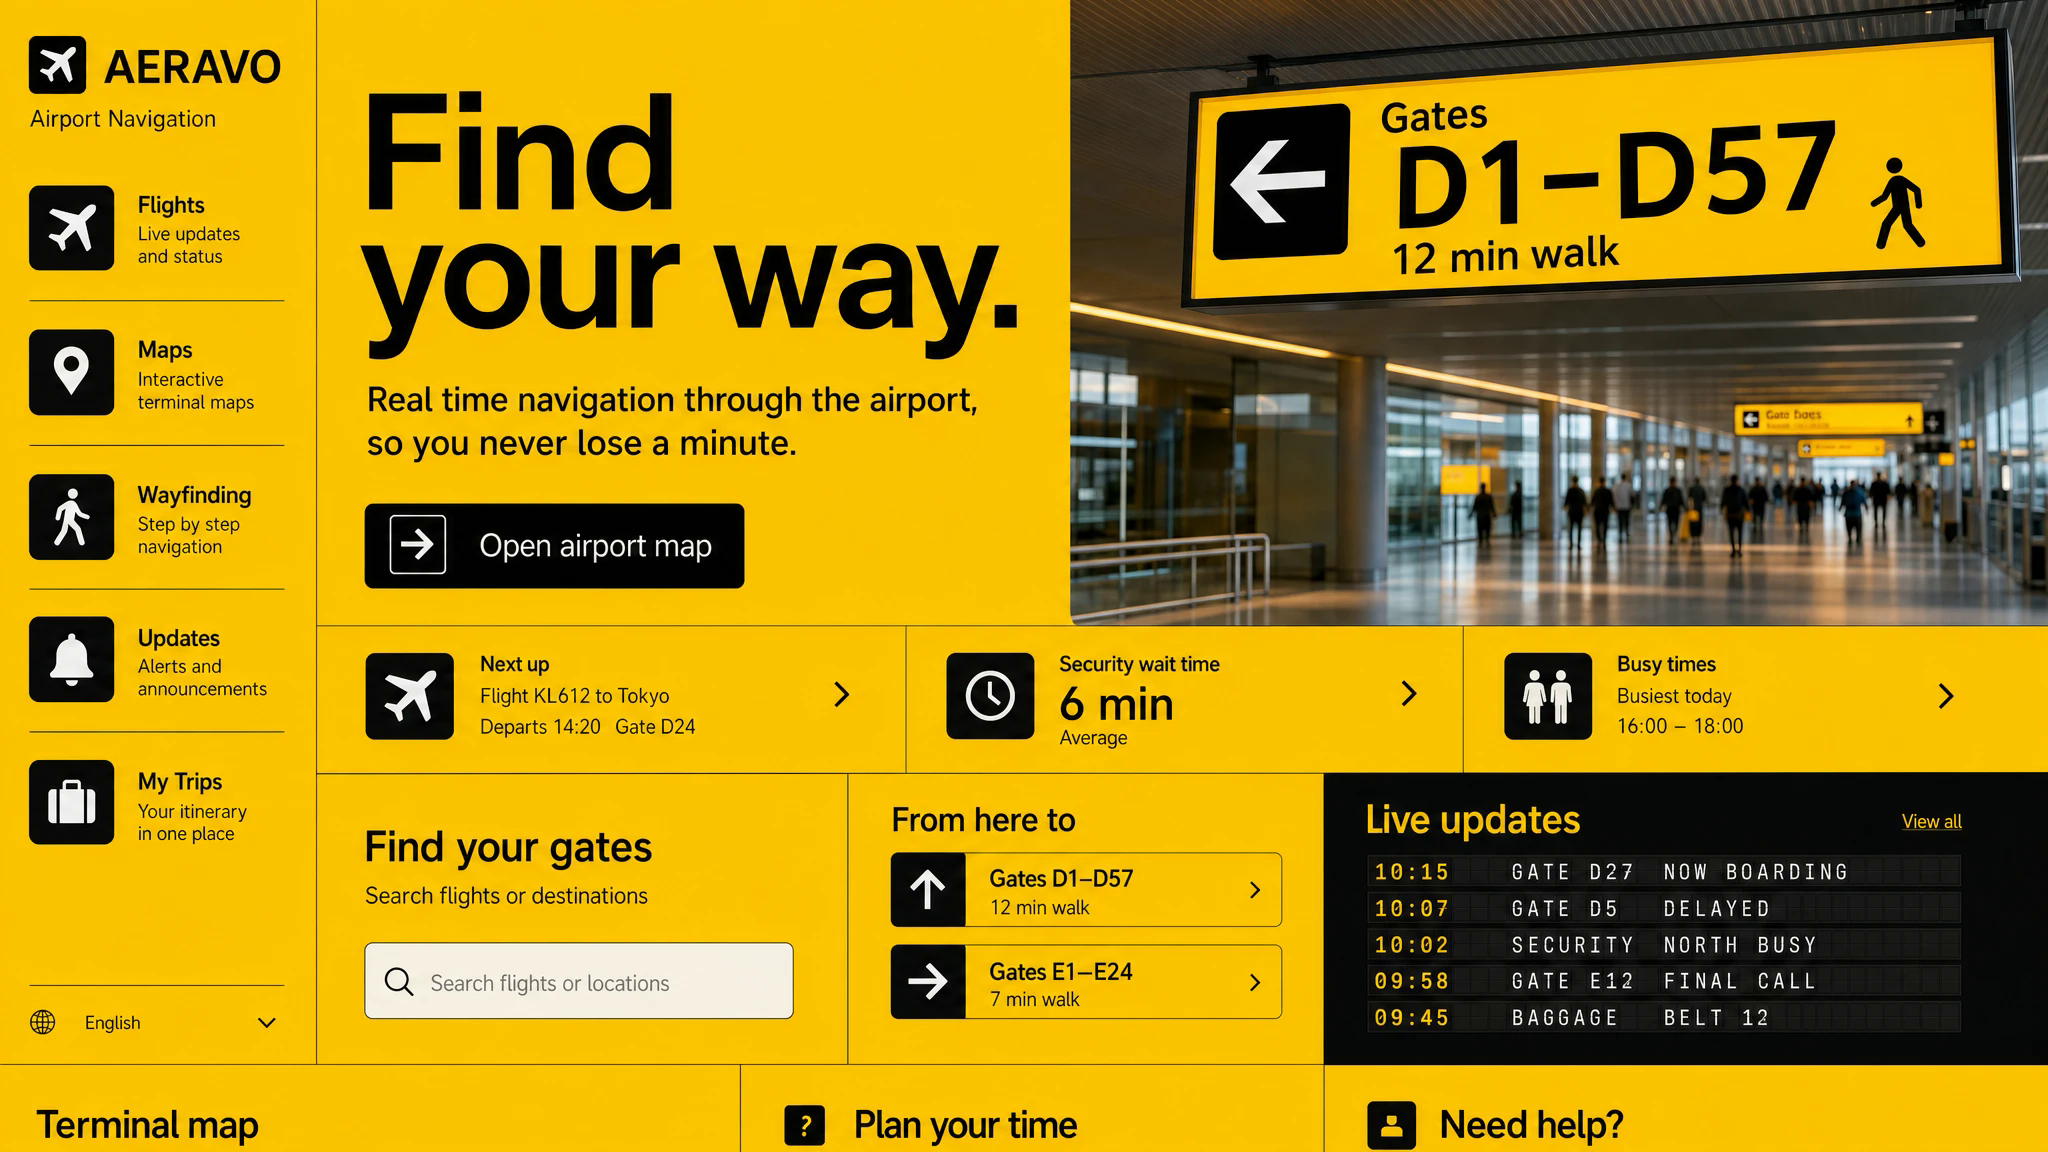 AERAVO
Airport Navigation
Flights
Live updates
and status
Maps
Interactive
terminal maps
Wayfinding
Step by step
navigation
Updates
Alerts and
announcements
My Trips
Your itinerary
in one place
English
Find
your way.
Real time navigation through the airport,
so you never lose a minute.
Open airport map
Gates
D1–D57
12 min walk
Next up
Flight KL612 to Tokyo
Departs 14:20 Gate D24
Security wait time
6 min
Average
Busy times
Busiest today
16:00 – 18:00
Find your gates
Search flights or destinations
Search flights or locations
From here to
Gates D1–D57
12 min walk
Gates E1–E24
7 min walk
Live updates
View all
10:15 GATE D27 NOW BOARDING
10:07 GATE D5 DELAYED
10:02 SECURITY NORTH BUSY
09:58 GATE E12 FINAL CALL
09:45 BAGGAGE BELT 12
Terminal map
? Plan your time
Need help?